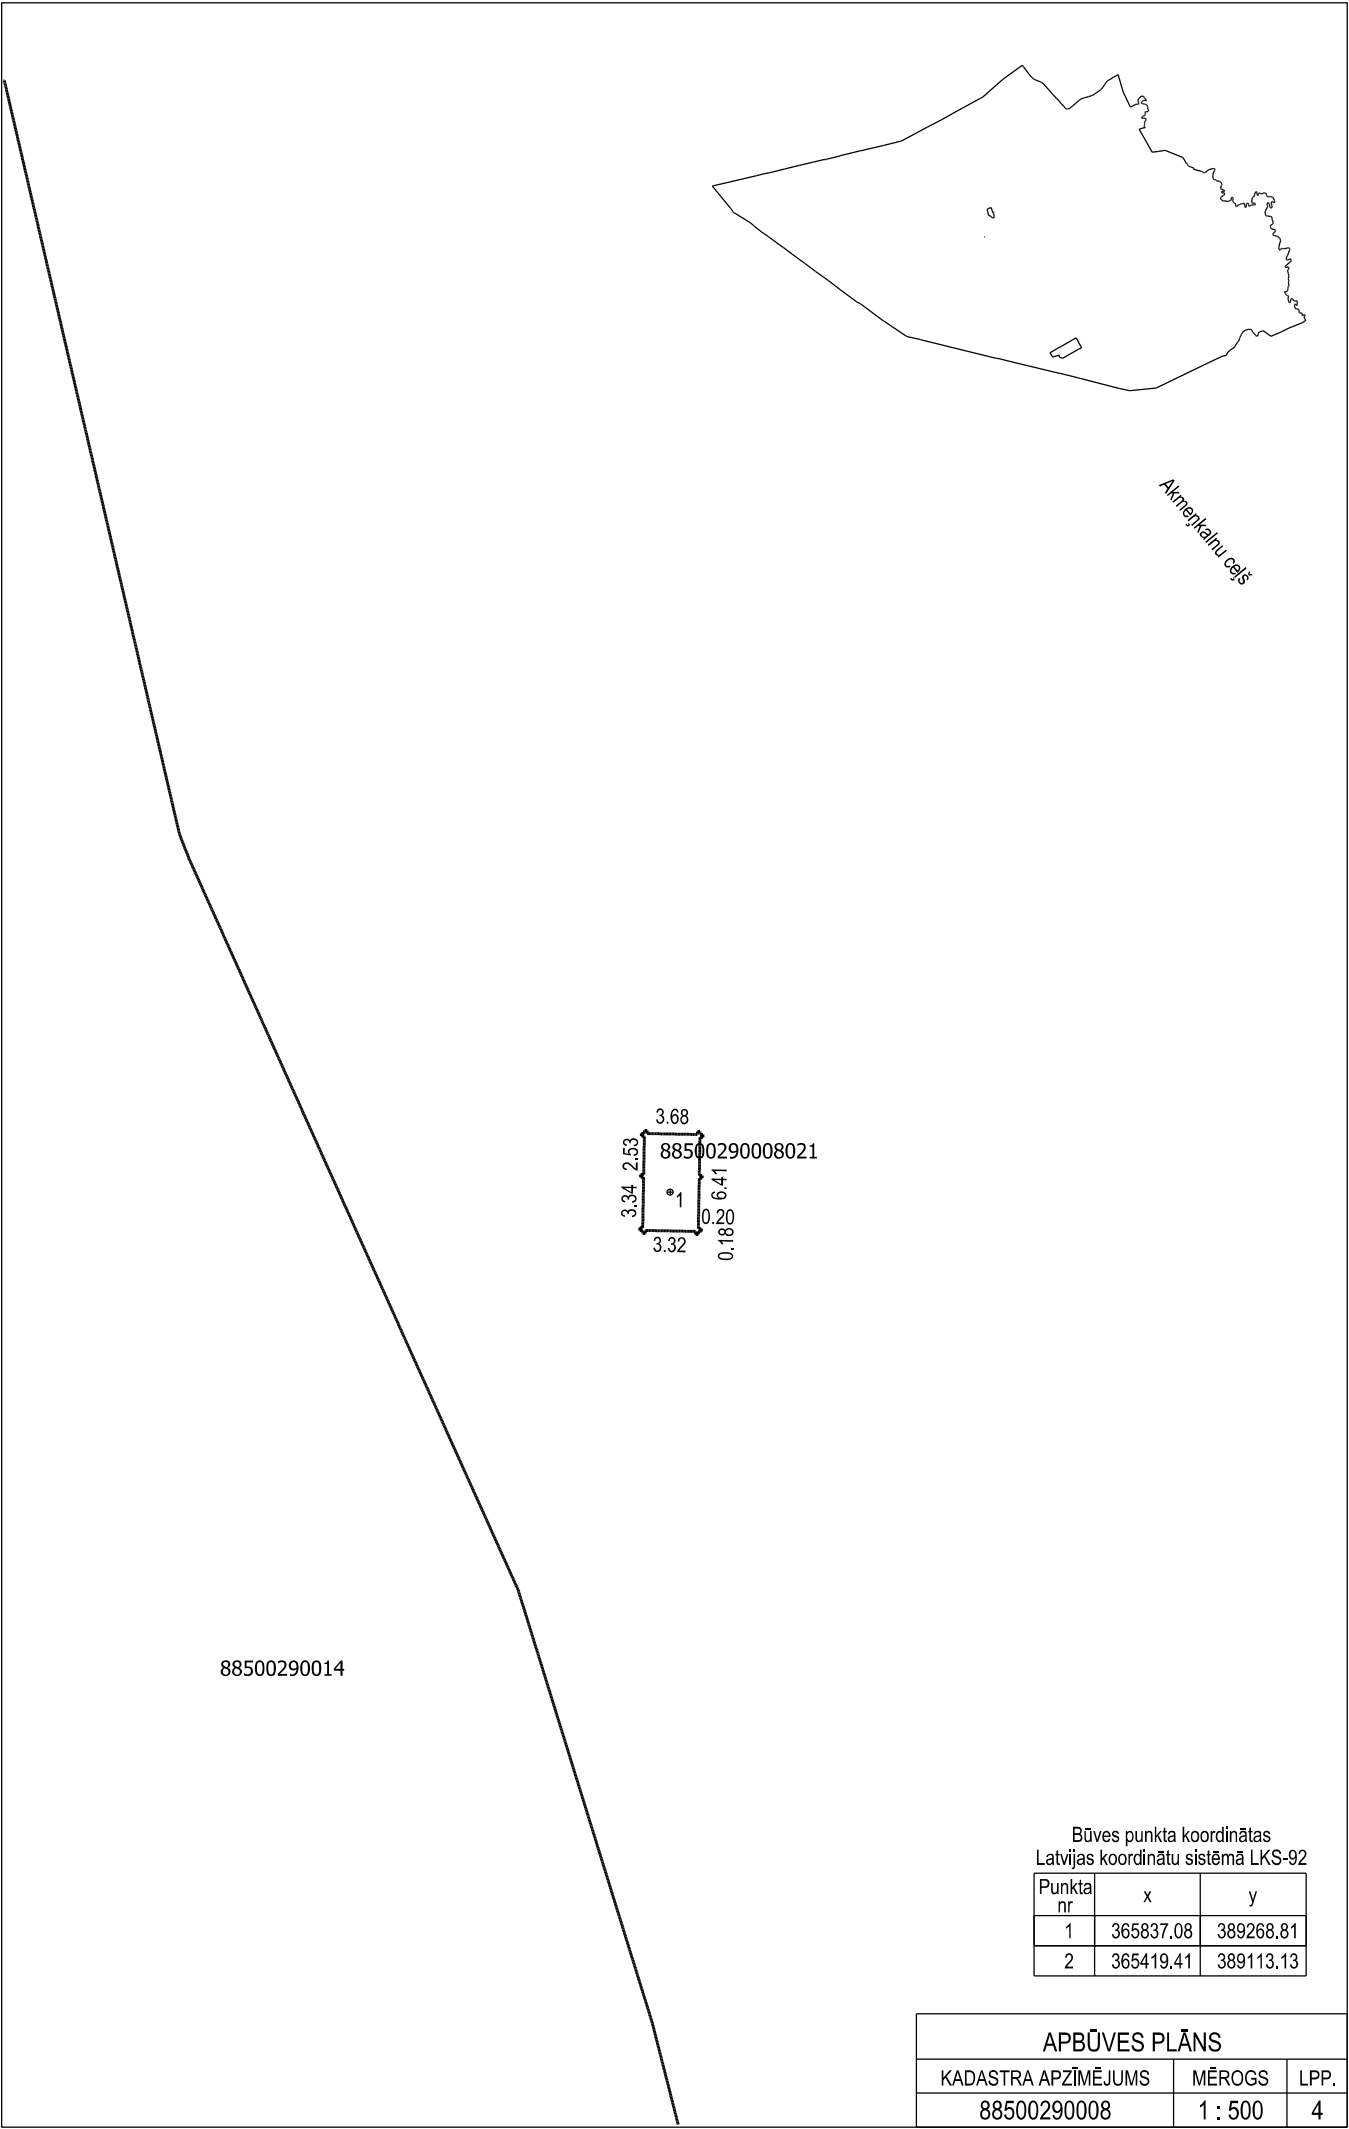 Akmeņkalnu ceļš
3.68
2.53
88500290008021
6.41
3.34
1
0.20
0.18
3.32
88500290014
Būves punkta koordinātas
Latvijas koordinātu sistēmā LKS-92
Punkta nr x y
1 365837.08 389268.81
2 365419.41 389113.13
APBŪVES PLĀNS
KADASTRA APZĪMĒJUMS MĒROGS LPP.
88500290008 1 : 500 4